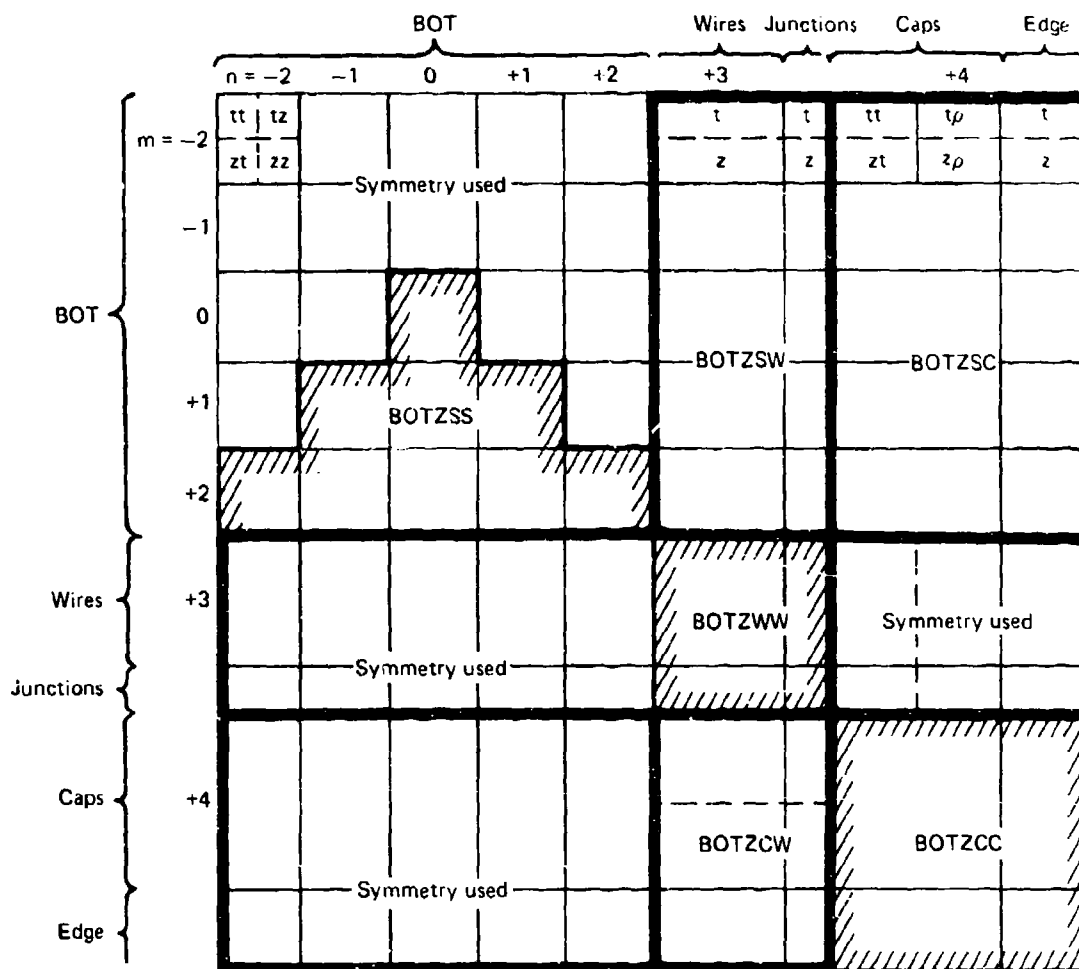 BOT Wires Junctions Caps Edge
n = −2 −1 0 +1 +2 +3 +4
tt tz t t tt tρ t
m = −2
zt zz z z zt zρ z
Symmetry used
−1
BOT 0
BOTZSW BOTZSC
+1 BOTZSS
+2
Wires +3 BOTZWW Symmetry used
Symmetry used
Junctions
Caps +4
BOTZCW BOTZCC
Symmetry used
Edge